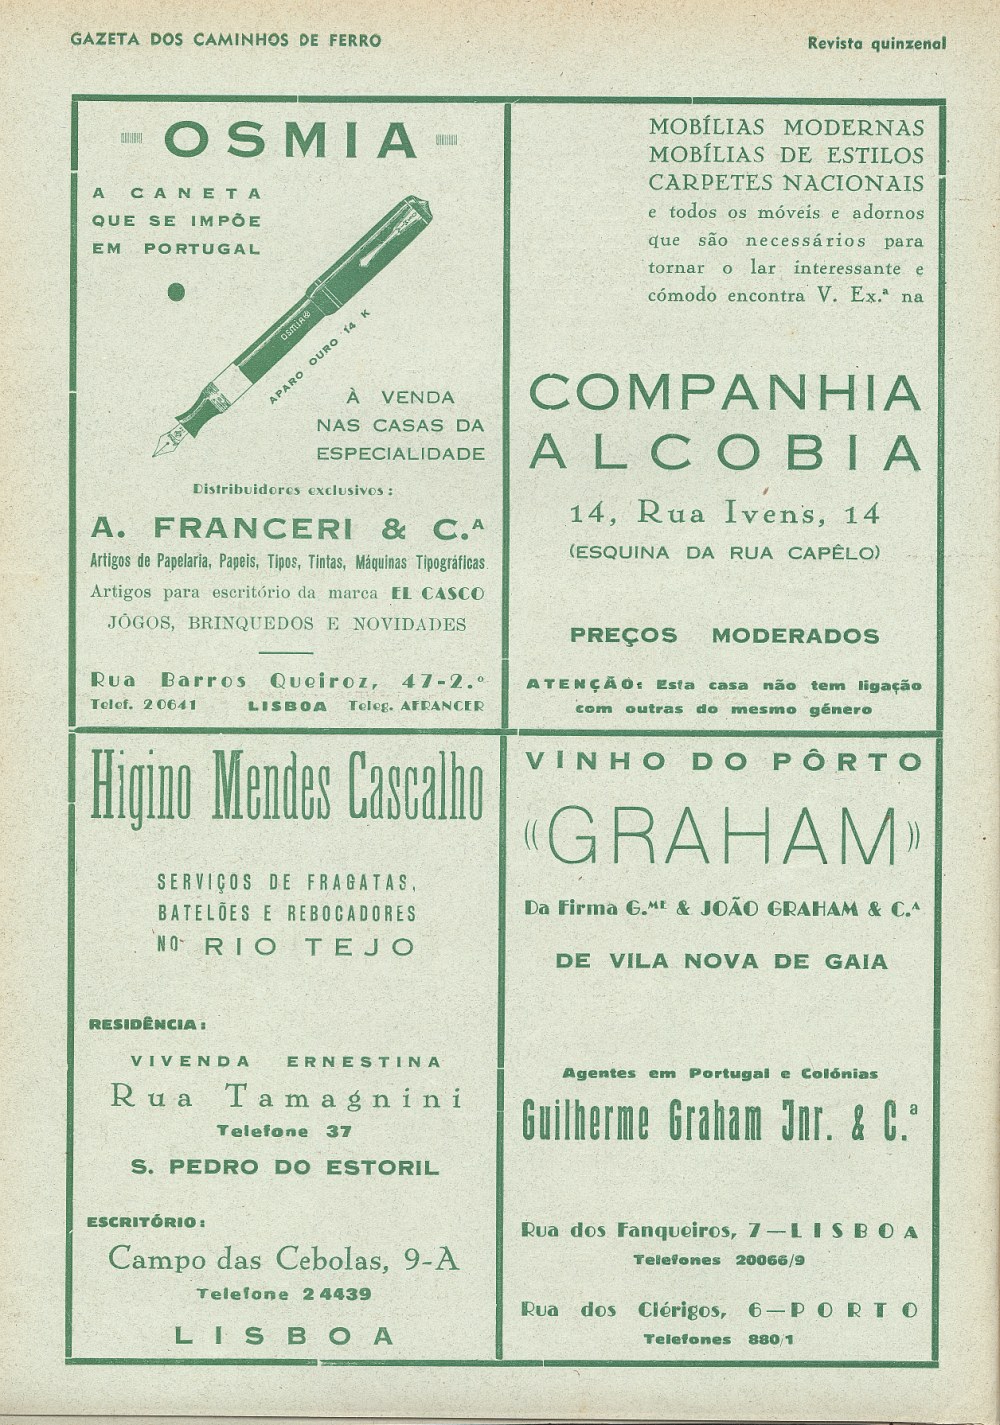 GAZETA DOS CAMINHOS DE FERRO
Revista quinzenal
OSMIA
A CANETA
QUE SE IMPÕE
EM PORTUGAL
OSMIA®
APARO OURO 14 K
À VENDA
NAS CASAS DA
ESPECIALIDADE
Distribuidores exclusivos:
A. FRANCERI & C.ᴬ
Artigos de Papelaria, Papeis, Tipos, Tintas, Máquinas Tipográficas
Artigos para escritório da marca EL CASCO
JÔGOS, BRINQUEDOS E NOVIDADES
Rua Barros Queiroz, 47-2.º
Telef. 20641 LISBOA Teleg. AFRANCER
MOBÍLIAS MODERNAS
MOBÍLIAS DE ESTILOS
CARPETES NACIONAIS
e todos os móveis e adornos
que são necessários para
tornar o lar interessante e
cómodo encontra V. Ex.ª na
COMPANHIA
ALCOBIA
14, Rua Ivens, 14
(ESQUINA DA RUA CAPÊLO)
PREÇOS MODERADOS
ATENÇÃO: Esta casa não tem ligação
com outras do mesmo género
Higino Mendes Cascalho
SERVIÇOS DE FRAGATAS,
BATELÕES E REBOCADORES
NO RIO TEJO
RESIDÊNCIA:
VIVENDA ERNESTINA
Rua Tamagnini
Telefone 37
S. PEDRO DO ESTORIL
ESCRITÓRIO:
Campo das Cebolas, 9-A
Telefone 24439
LISBOA
VINHO DO PÔRTO
«GRAHAM»
Da Firma G.ᴹᴱ & JOÃO GRAHAM & C.ᴬ
DE VILA NOVA DE GAIA
Agentes em Portugal e Colónias
Guilherme Graham Jnr. & C.ª
Rua dos Fanqueiros, 7—LISBOA
Telefones 20066/9
Rua dos Clérigos, 6—PORTO
Telefones 880/1